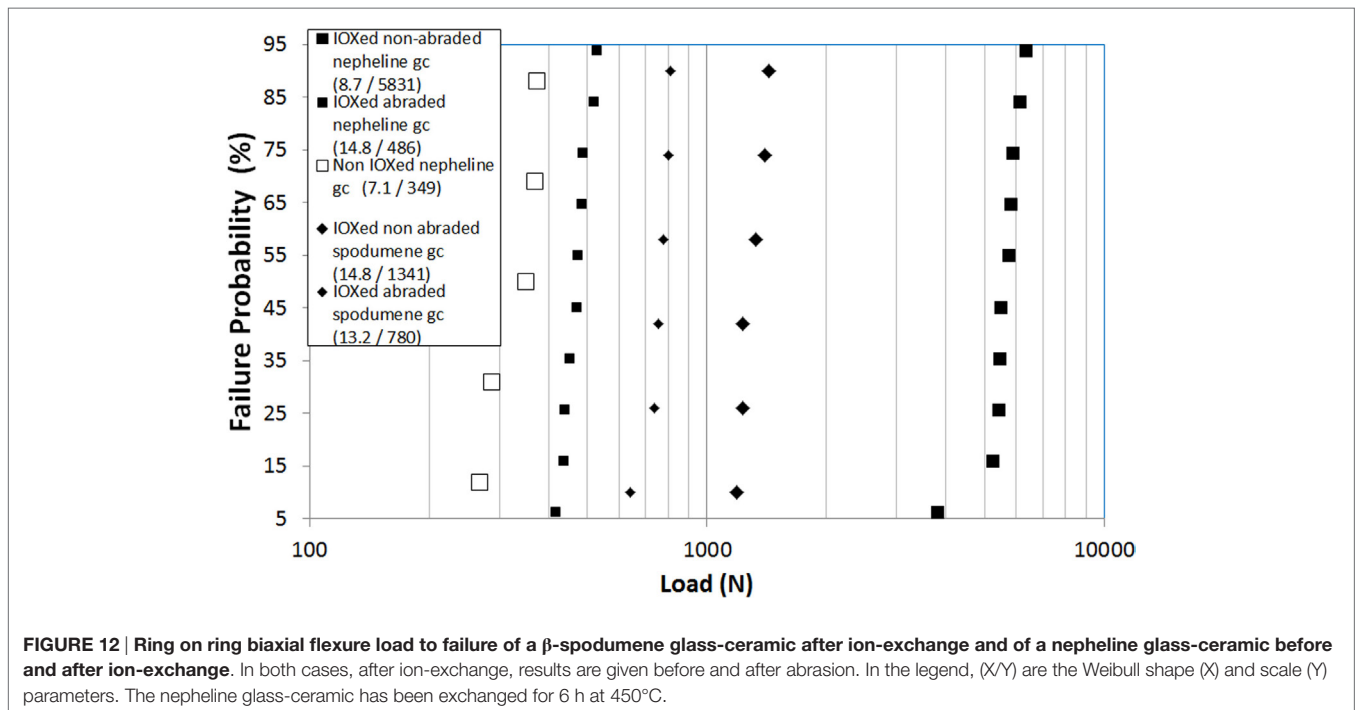 IOXed non-abraded
nepheline gc
(8.7 / 5831)
IOXed abraded
nepheline gc
(14.8 / 486)
Non IOXed nepheline
gc (7.1 / 349)
IOXed non abraded
spodumene gc
(14.8 / 1341)
IOXed abraded
spodumene gc
(13.2 / 780)
Failure Probability (%)
95
85
75
65
55
45
35
25
15
5
100
1000
10000
Load (N)
FIGURE 12 | Ring on ring biaxial flexure load to failure of a β-spodumene glass-ceramic after ion-exchange and of a nepheline glass-ceramic before
and after ion-exchange. In both cases, after ion-exchange, results are given before and after abrasion. In the legend, (X/Y) are the Weibull shape (X) and scale (Y)
parameters. The nepheline glass-ceramic has been exchanged for 6 h at 450°C.